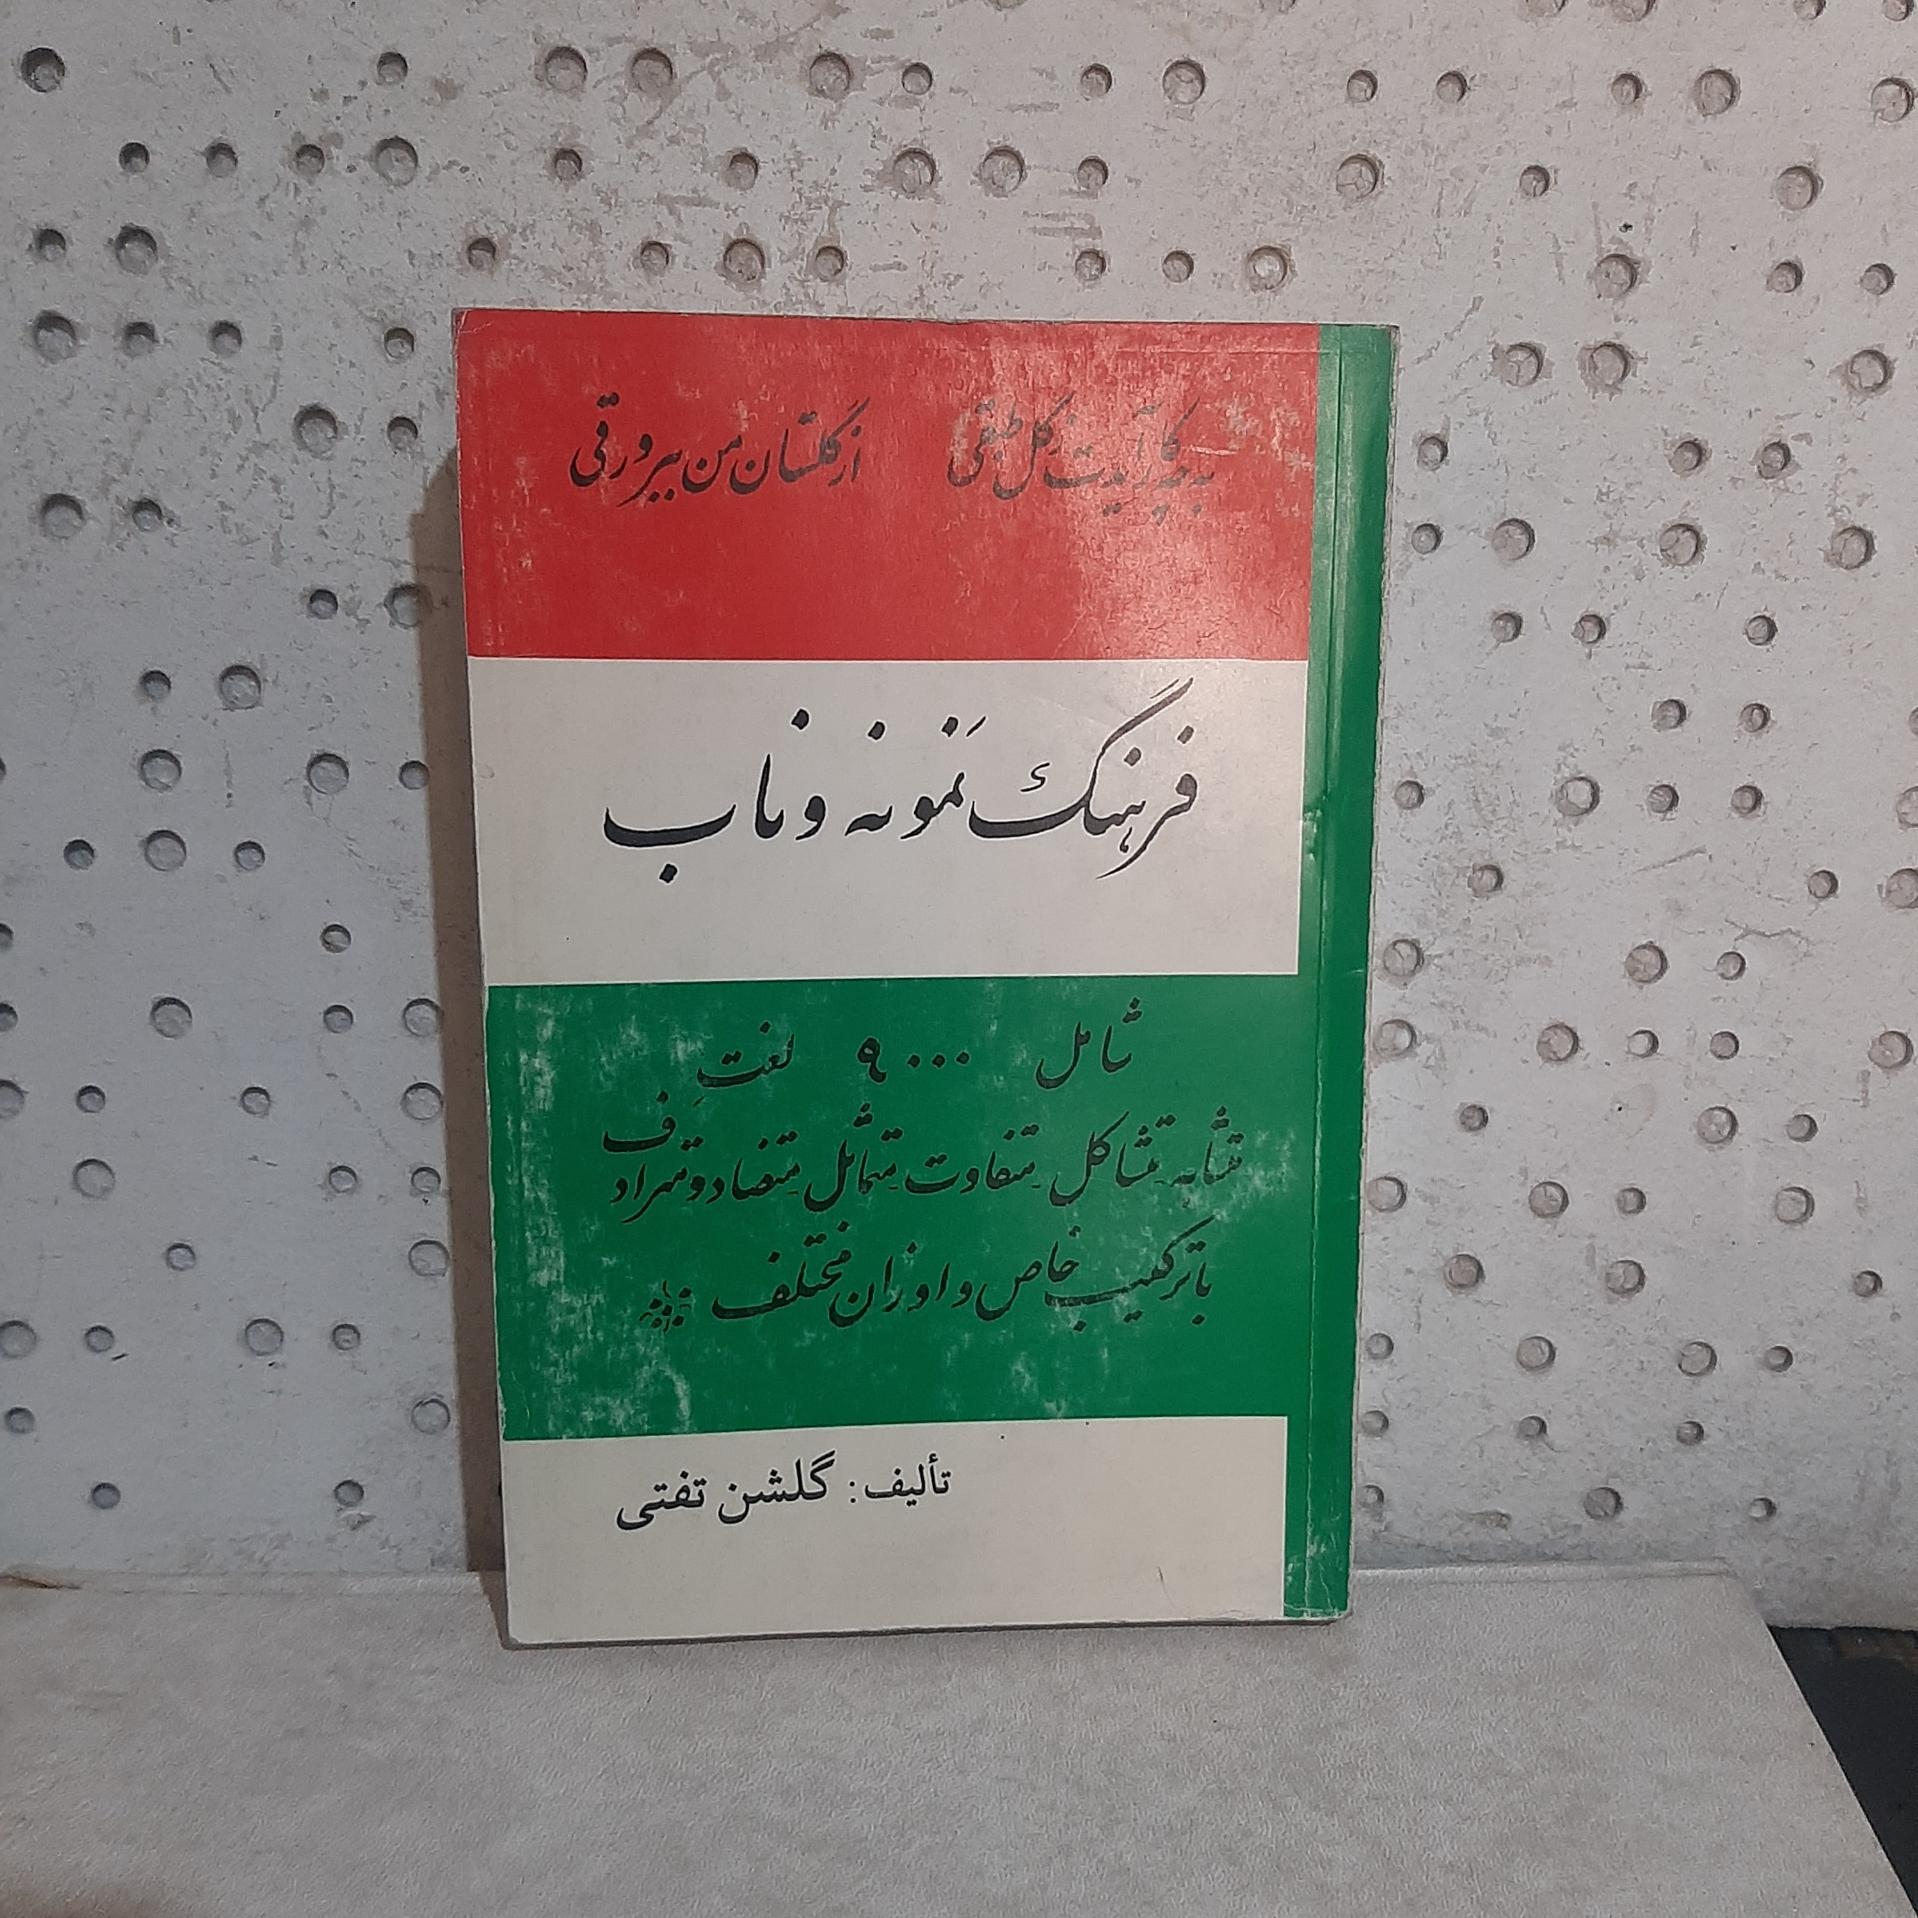 به چه کار آیدت ز گل طبقی از گلستان من ببر ورقی
فرهنگ نمونه و ناب
شامل ۹۰۰۰ لغتِ
متشابه. متشاکل. متفاوت. متمایل. متضاد و مترادف
با ترکیب خاص و اوزان مختلف
تألیف: گلشن تفتی